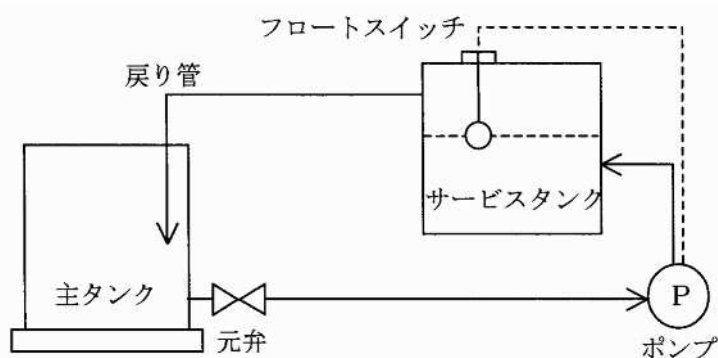 フロートスイッチ
戻り管
サービスタンク
主タンク
元弁
P
ポンプ